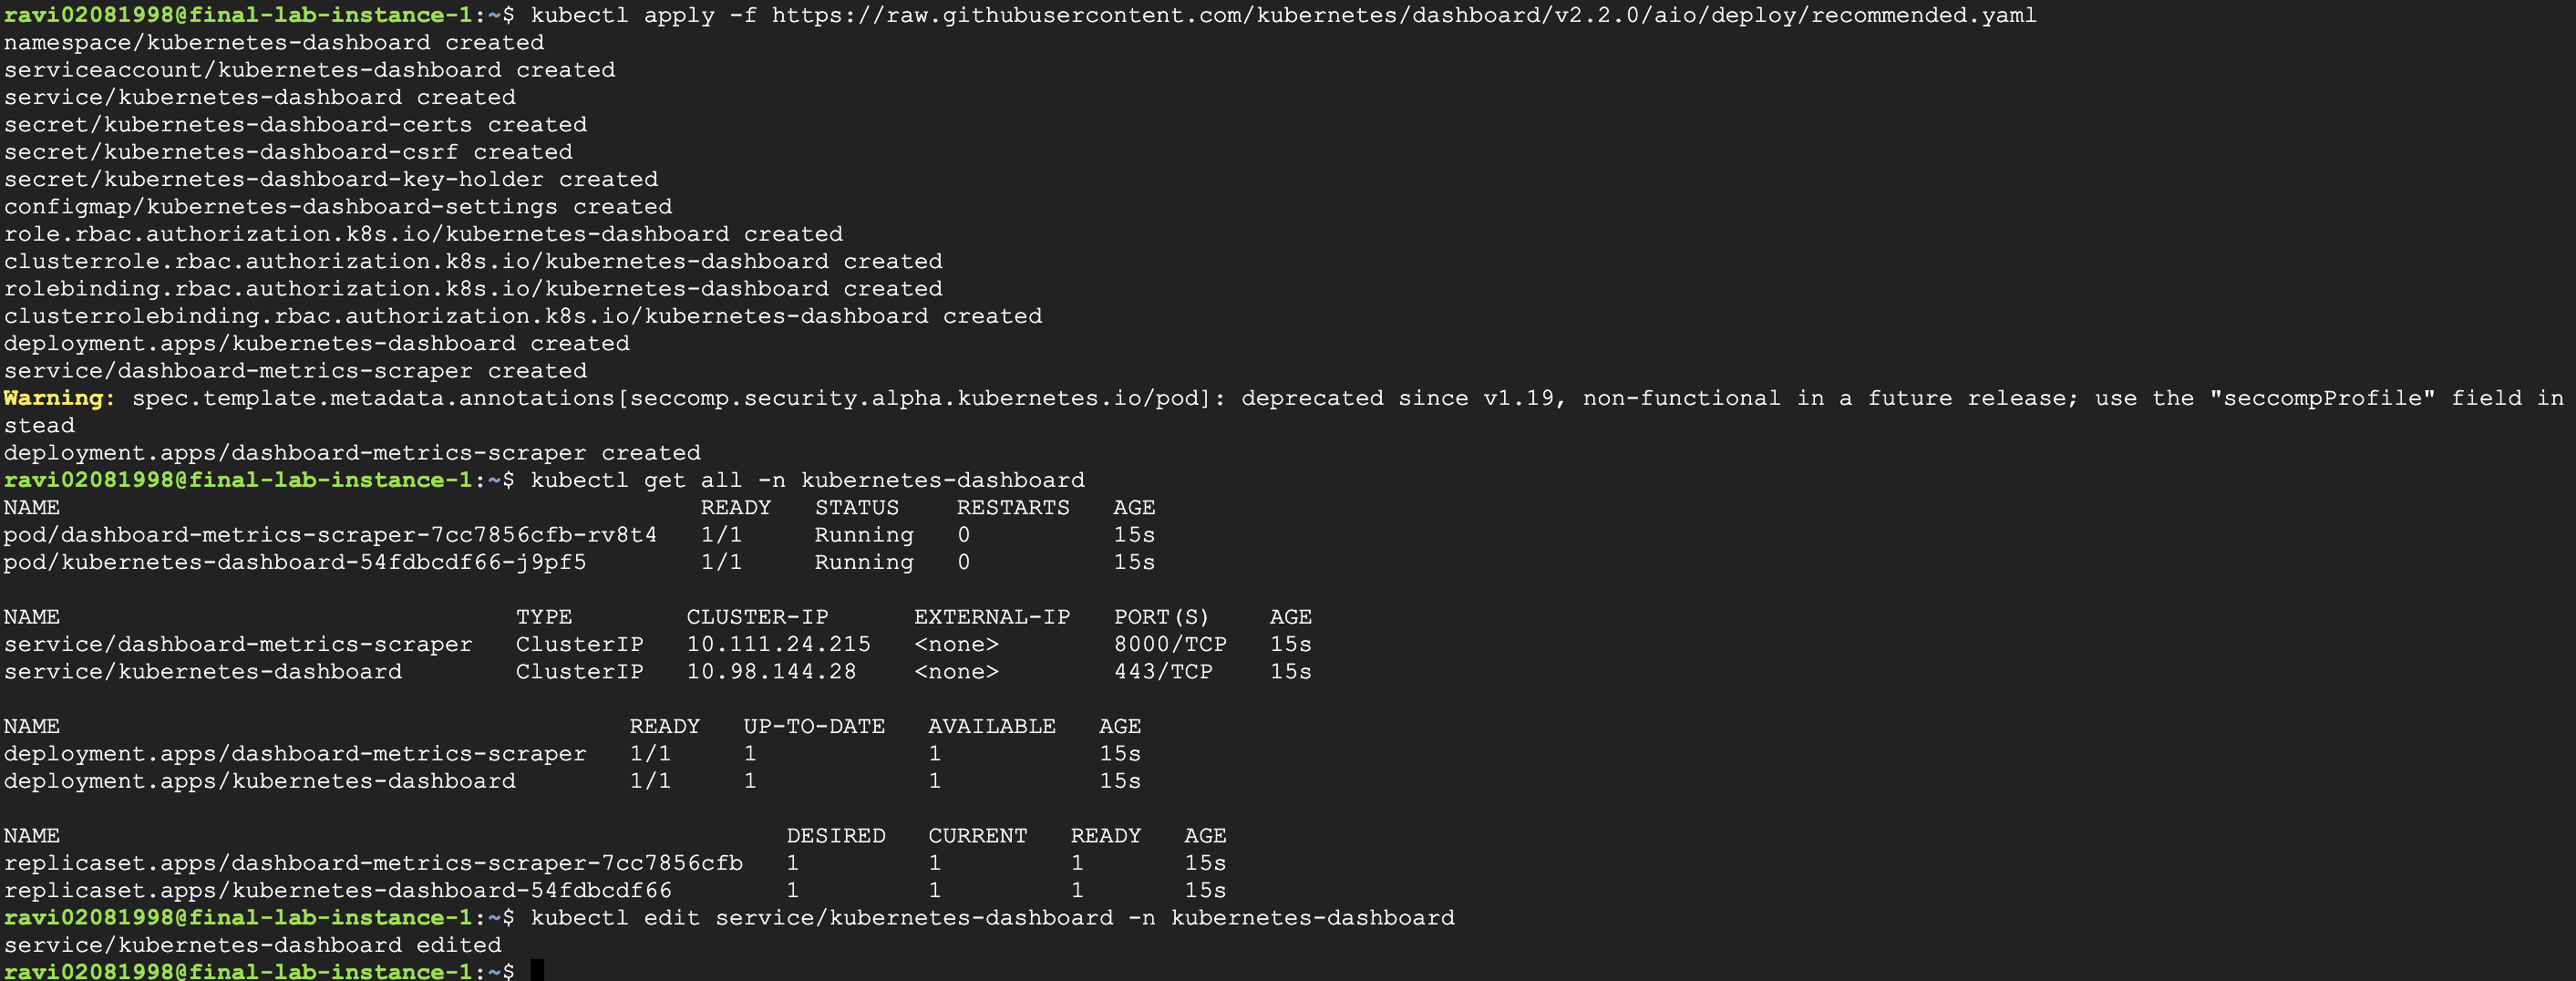 ravi02081998@final-lab-instance-1:~$ kubectl apply -f https://raw.githubusercontent.com/kubernetes/dashboard/v2.2.0/aio/deploy/recommended.yaml
namespace/kubernetes-dashboard created
serviceaccount/kubernetes-dashboard created
service/kubernetes-dashboard created
secret/kubernetes-dashboard-certs created
secret/kubernetes-dashboard-csrf created
secret/kubernetes-dashboard-key-holder created
configmap/kubernetes-dashboard-settings created
role.rbac.authorization.k8s.io/kubernetes-dashboard created
clusterrole.rbac.authorization.k8s.io/kubernetes-dashboard created
rolebinding.rbac.authorization.k8s.io/kubernetes-dashboard created
clusterrolebinding.rbac.authorization.k8s.io/kubernetes-dashboard created
deployment.apps/kubernetes-dashboard created
service/dashboard-metrics-scraper created
Warning: spec.template.metadata.annotations[seccomp.security.alpha.kubernetes.io/pod]: deprecated since v1.19, non-functional in a future release; use the "seccompProfile" field in
stead
deployment.apps/dashboard-metrics-scraper created
ravi02081998@final-lab-instance-1:~$ kubectl get all -n kubernetes-dashboard
NAME READY STATUS RESTARTS AGE
pod/dashboard-metrics-scraper-7cc7856cfb-rv8t4 1/1 Running 0 15s
pod/kubernetes-dashboard-54fdbcdf66-j9pf5 1/1 Running 0 15s
NAME TYPE CLUSTER-IP EXTERNAL-IP PORT(S) AGE
service/dashboard-metrics-scraper ClusterIP 10.111.24.215 <none> 8000/TCP 15s
service/kubernetes-dashboard ClusterIP 10.98.144.28 <none> 443/TCP 15s
NAME READY UP-TO-DATE AVAILABLE AGE
deployment.apps/dashboard-metrics-scraper 1/1 1 1 15s
deployment.apps/kubernetes-dashboard 1/1 1 1 15s
NAME DESIRED CURRENT READY AGE
replicaset.apps/dashboard-metrics-scraper-7cc7856cfb 1 1 1 15s
replicaset.apps/kubernetes-dashboard-54fdbcdf66 1 1 1 15s
ravi02081998@final-lab-instance-1:~$ kubectl edit service/kubernetes-dashboard -n kubernetes-dashboard
service/kubernetes-dashboard edited
ravi02081998@final-lab-instance-1:~$